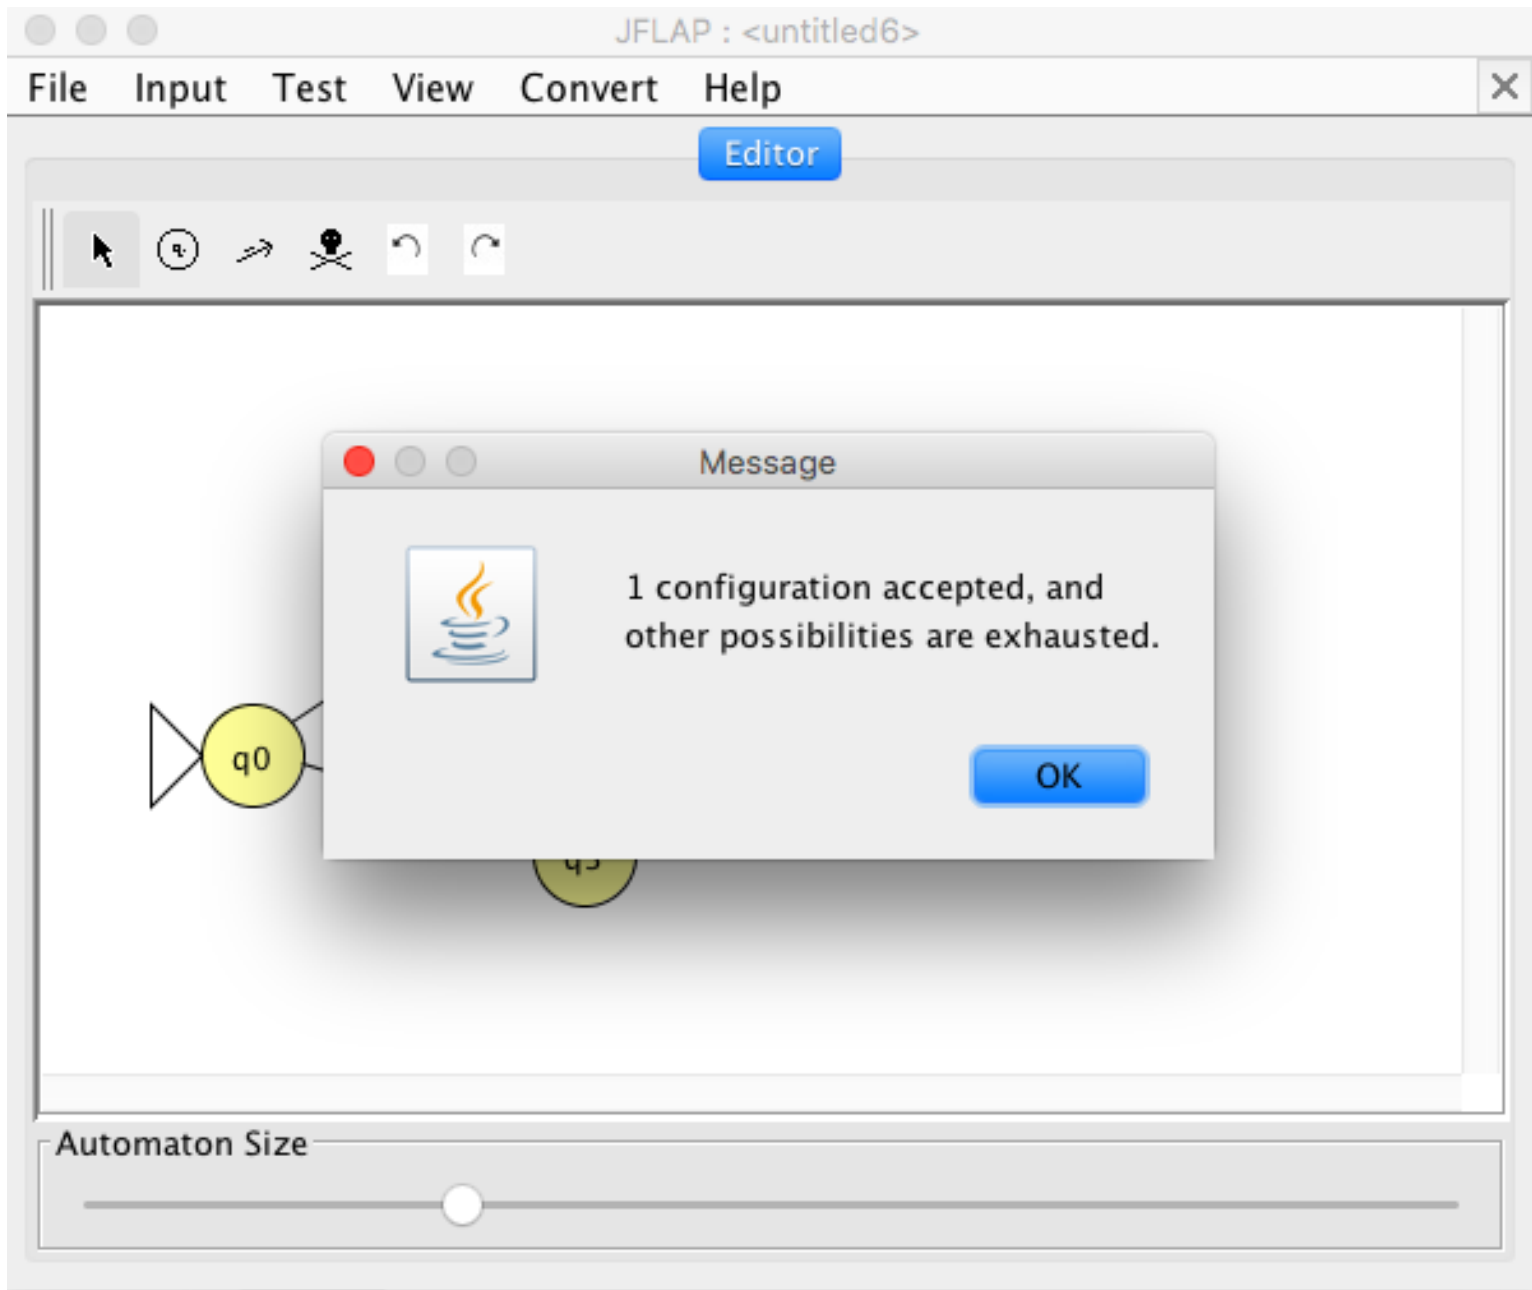 JFLAP : <untitled6>
File Input Test View Convert Help
Editor
q
Message
1 configuration accepted, and
other possibilities are exhausted.
q0
OK
Automaton Size